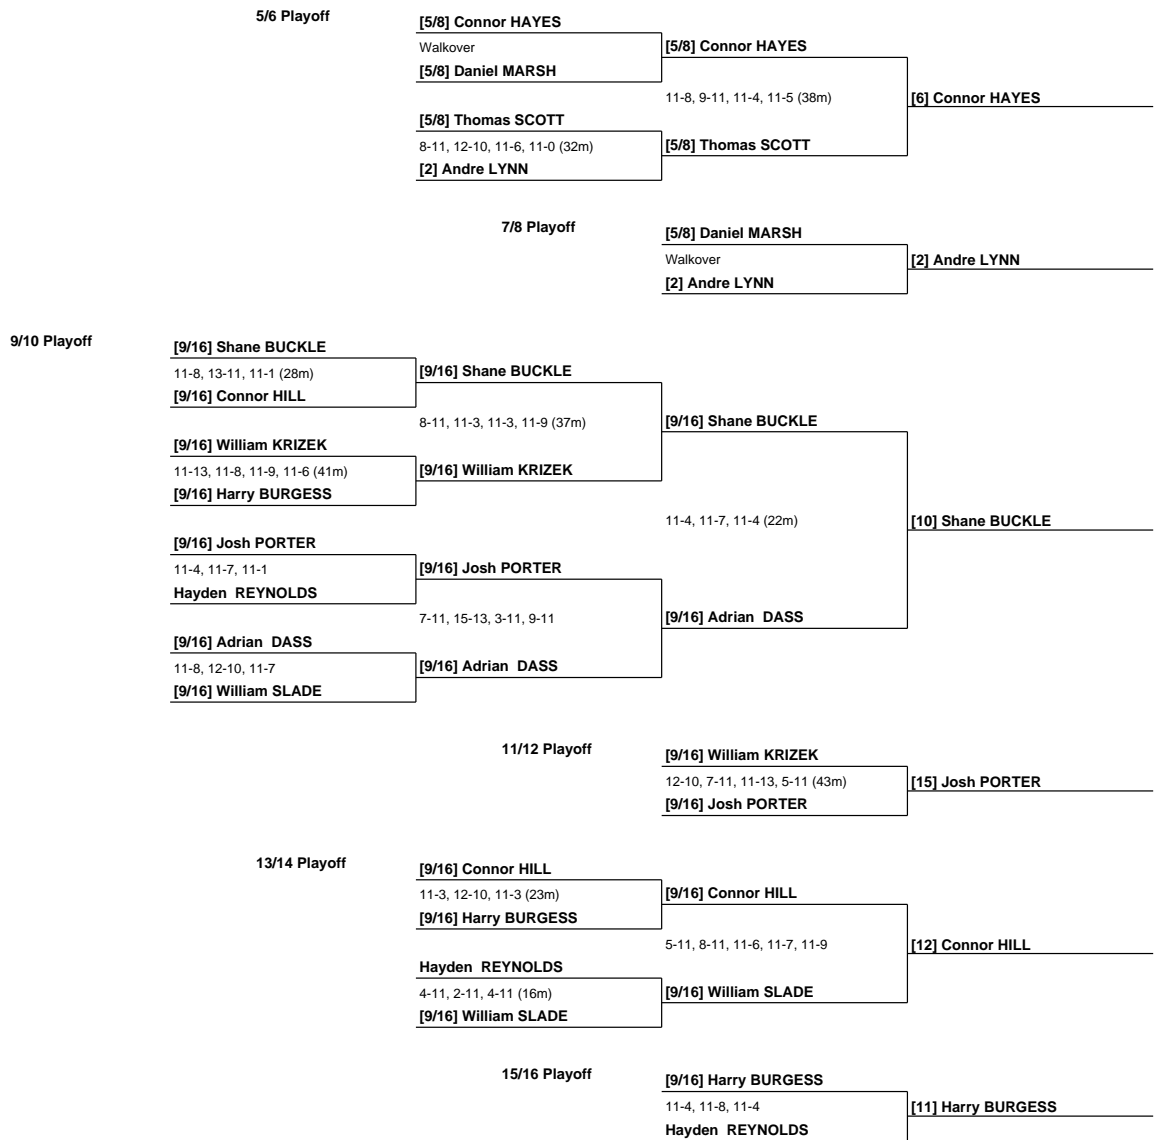 5/6 Playoff
[5/8] Connor HAYES
Walkover
[5/8] Daniel MARSH
[5/8] Connor HAYES
11-8, 9-11, 11-4, 11-5 (38m)
[6] Connor HAYES
[5/8] Thomas SCOTT
8-11, 12-10, 11-6, 11-0 (32m)
[2] Andre LYNN
[5/8] Thomas SCOTT
7/8 Playoff
[5/8] Daniel MARSH
Walkover
[2] Andre LYNN
[2] Andre LYNN
9/10 Playoff
[9/16] Shane BUCKLE
11-8, 13-11, 11-1 (28m)
[9/16] Connor HILL
[9/16] Shane BUCKLE
8-11, 11-3, 11-3, 11-9 (37m)
[9/16] Shane BUCKLE
[9/16] William KRIZEK
11-13, 11-8, 11-9, 11-6 (41m)
[9/16] Harry BURGESS
[9/16] William KRIZEK
11-4, 11-7, 11-4 (22m)
[10] Shane BUCKLE
[9/16] Josh PORTER
11-4, 11-7, 11-1
Hayden  REYNOLDS
[9/16] Josh PORTER
7-11, 15-13, 3-11, 9-11
[9/16] Adrian  DASS
[9/16] Adrian  DASS
11-8, 12-10, 11-7
[9/16] William SLADE
[9/16] Adrian  DASS
11/12 Playoff
[9/16] William KRIZEK
12-10, 7-11, 11-13, 5-11 (43m)
[9/16] Josh PORTER
[15] Josh PORTER
13/14 Playoff
[9/16] Connor HILL
11-3, 12-10, 11-3 (23m)
[9/16] Harry BURGESS
[9/16] Connor HILL
5-11, 8-11, 11-6, 11-7, 11-9
[12] Connor HILL
Hayden  REYNOLDS
4-11, 2-11, 4-11 (16m)
[9/16] William SLADE
[9/16] William SLADE
15/16 Playoff
[9/16] Harry BURGESS
11-4, 11-8, 11-4
Hayden  REYNOLDS
[11] Harry BURGESS